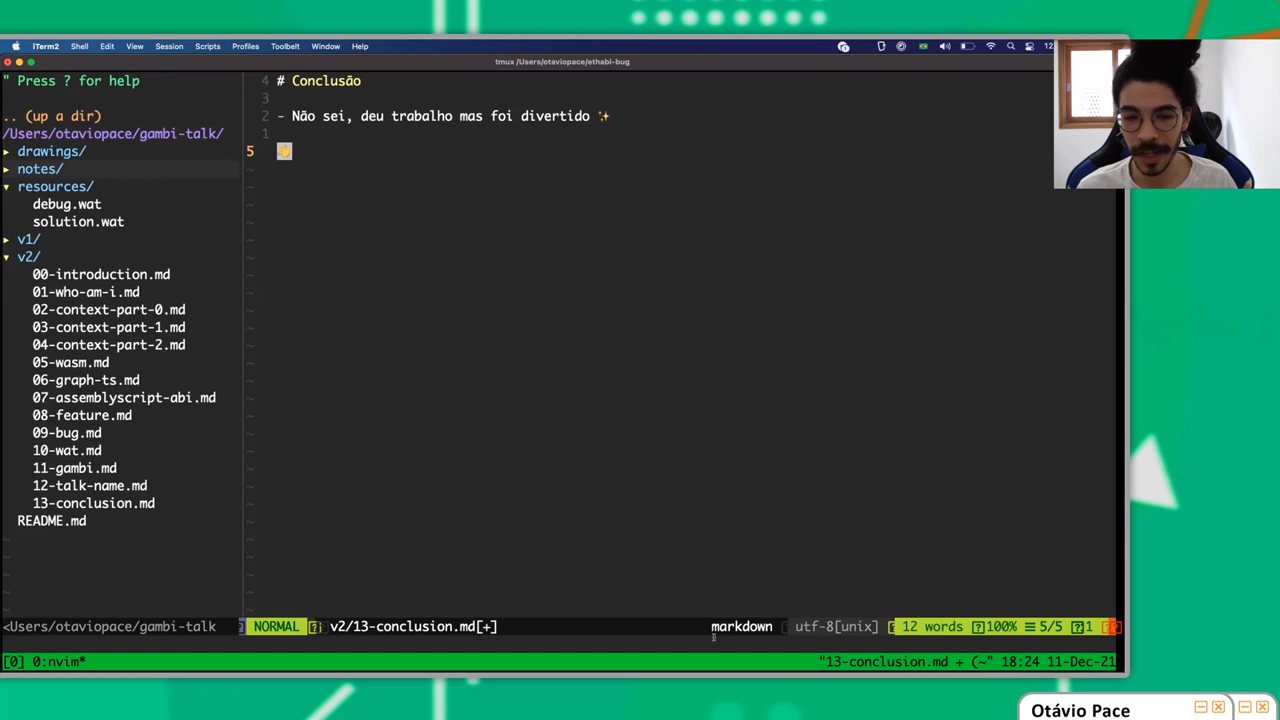 iTerm2 Shell Edit View Session Scripts Profiles Toolbelt Window Help
tmux /Users/otaviopace/ethabi-bug
" Press ? for help
.. (up a dir)
/Users/otaviopace/gambi-talk/
▸ drawings/
▸ notes/
▾ resources/
debug.wat
solution.wat
▸ v1/
▾ v2/
00-introduction.md
01-who-am-i.md
02-context-part-0.md
03-context-part-1.md
04-context-part-2.md
05-wasm.md
06-graph-ts.md
07-assemblyscript-abi.md
08-feature.md
09-bug.md
10-wat.md
11-gambi.md
12-talk-name.md
13-conclusion.md
README.md
4 # Conclusão
3
2 - Não sei, deu trabalho mas foi divertido ✨
1
5 👏
<Users/otaviopace/gambi-talk NORMAL v2/13-conclusion.md[+] markdown utf-8[unix] 12 words 100% ☰ 5/5 1
[0] 0:nvim* "13-conclusion.md + (~" 18:24 11-Dec-21
Otávio Pace